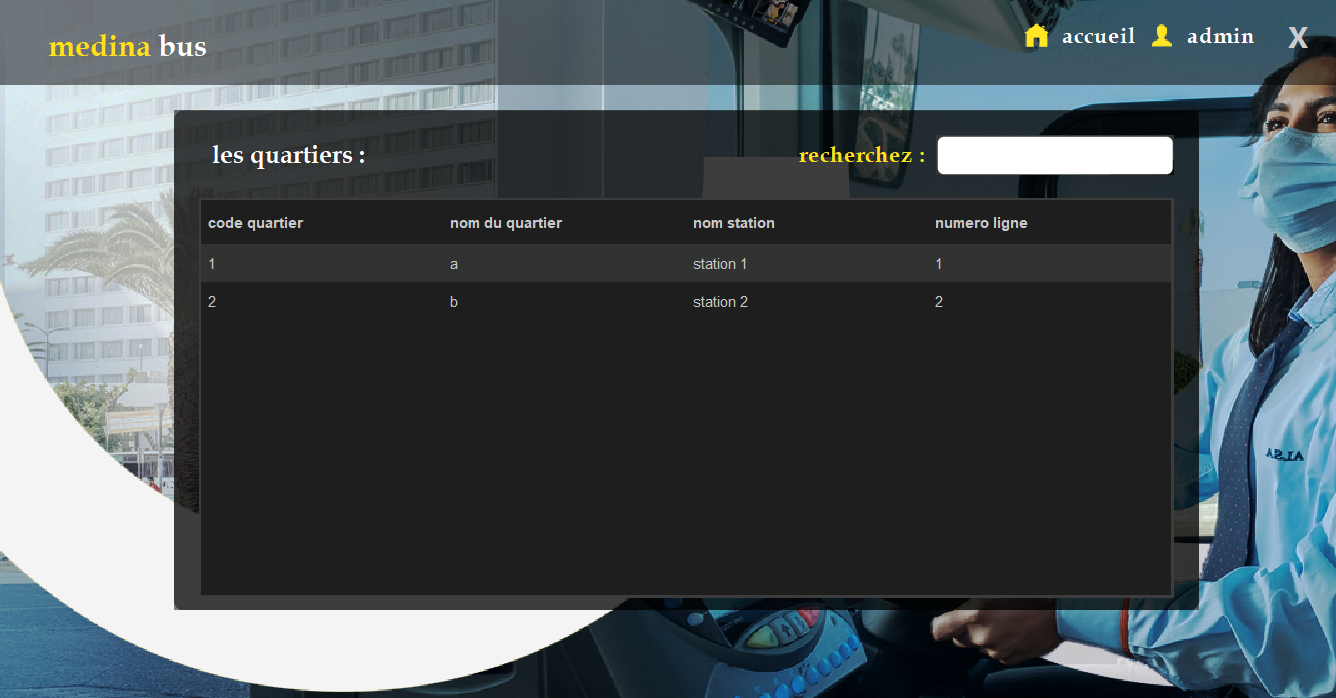 medina bus
accueil admin X
les quartiers :
recherchez :
code quartier nom du quartier nom station numero ligne
1 a station 1 1
2 b station 2 2
ALSA